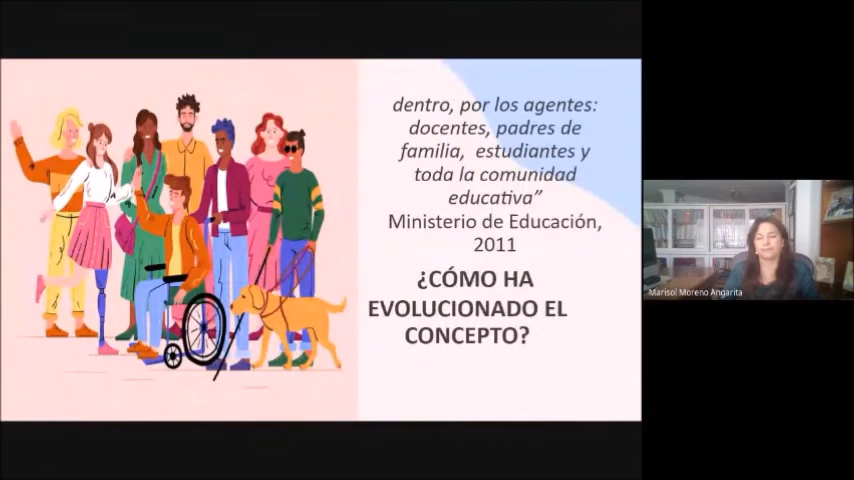 dentro, por los agentes:
docentes, padres de
familia, estudiantes y
toda la comunidad
educativa”
Ministerio de Educación,
2011
¿CÓMO HA
EVOLUCIONADO EL
CONCEPTO?
Marisol Moreno Angarita